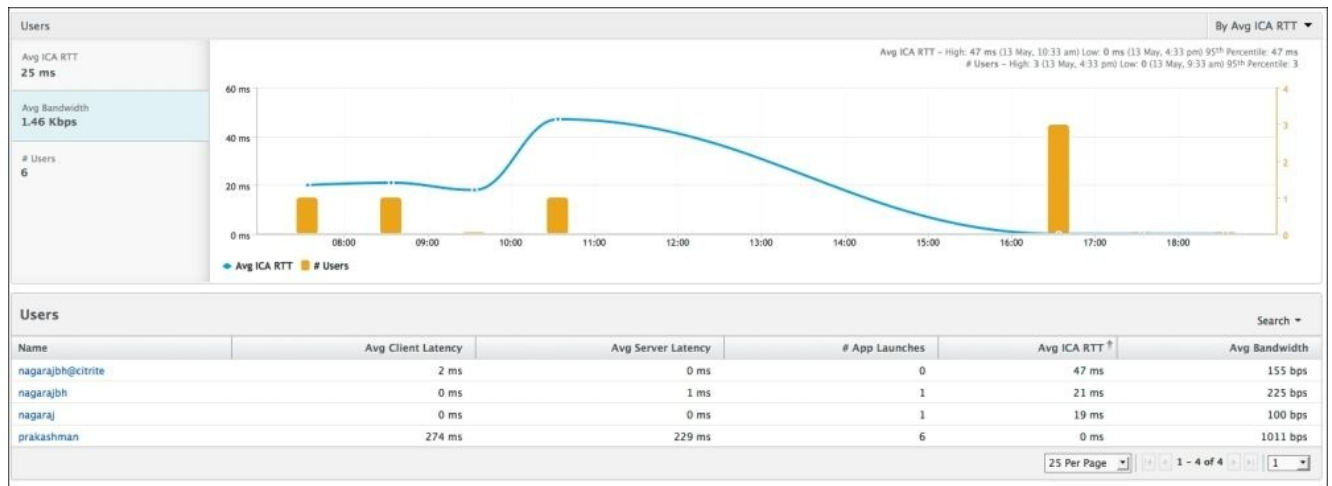 Users
By Avg ICA RTT
Avg ICA RTT
25 ms
Avg Bandwidth
1.46 Kbps
# Users
6
Avg ICA RTT – High: 47 ms (13 May, 10:33 am) Low: 0 ms (13 May, 4:33 pm) 95th Percentile: 47 ms
# Users – High: 3 (13 May, 4:33 pm) Low: 0 (13 May, 9:33 am) 95th Percentile: 3
60 ms 4
3
40 ms
2
20 ms
1
0 ms 0
08:00 09:00 10:00 11:00 12:00 13:00 14:00 15:00 16:00 17:00 18:00
Avg ICA RTT # Users
Users
Search
Name Avg Client Latency Avg Server Latency # App Launches Avg ICA RTT Avg Bandwidth
nagarajbh@citrite 2 ms 0 ms 0 47 ms 155 bps
nagarajbh 0 ms 1 ms 1 21 ms 225 bps
nagaraj 0 ms 0 ms 1 19 ms 100 bps
prakashman 274 ms 229 ms 6 0 ms 1011 bps
25 Per Page 1 – 4 of 4 1